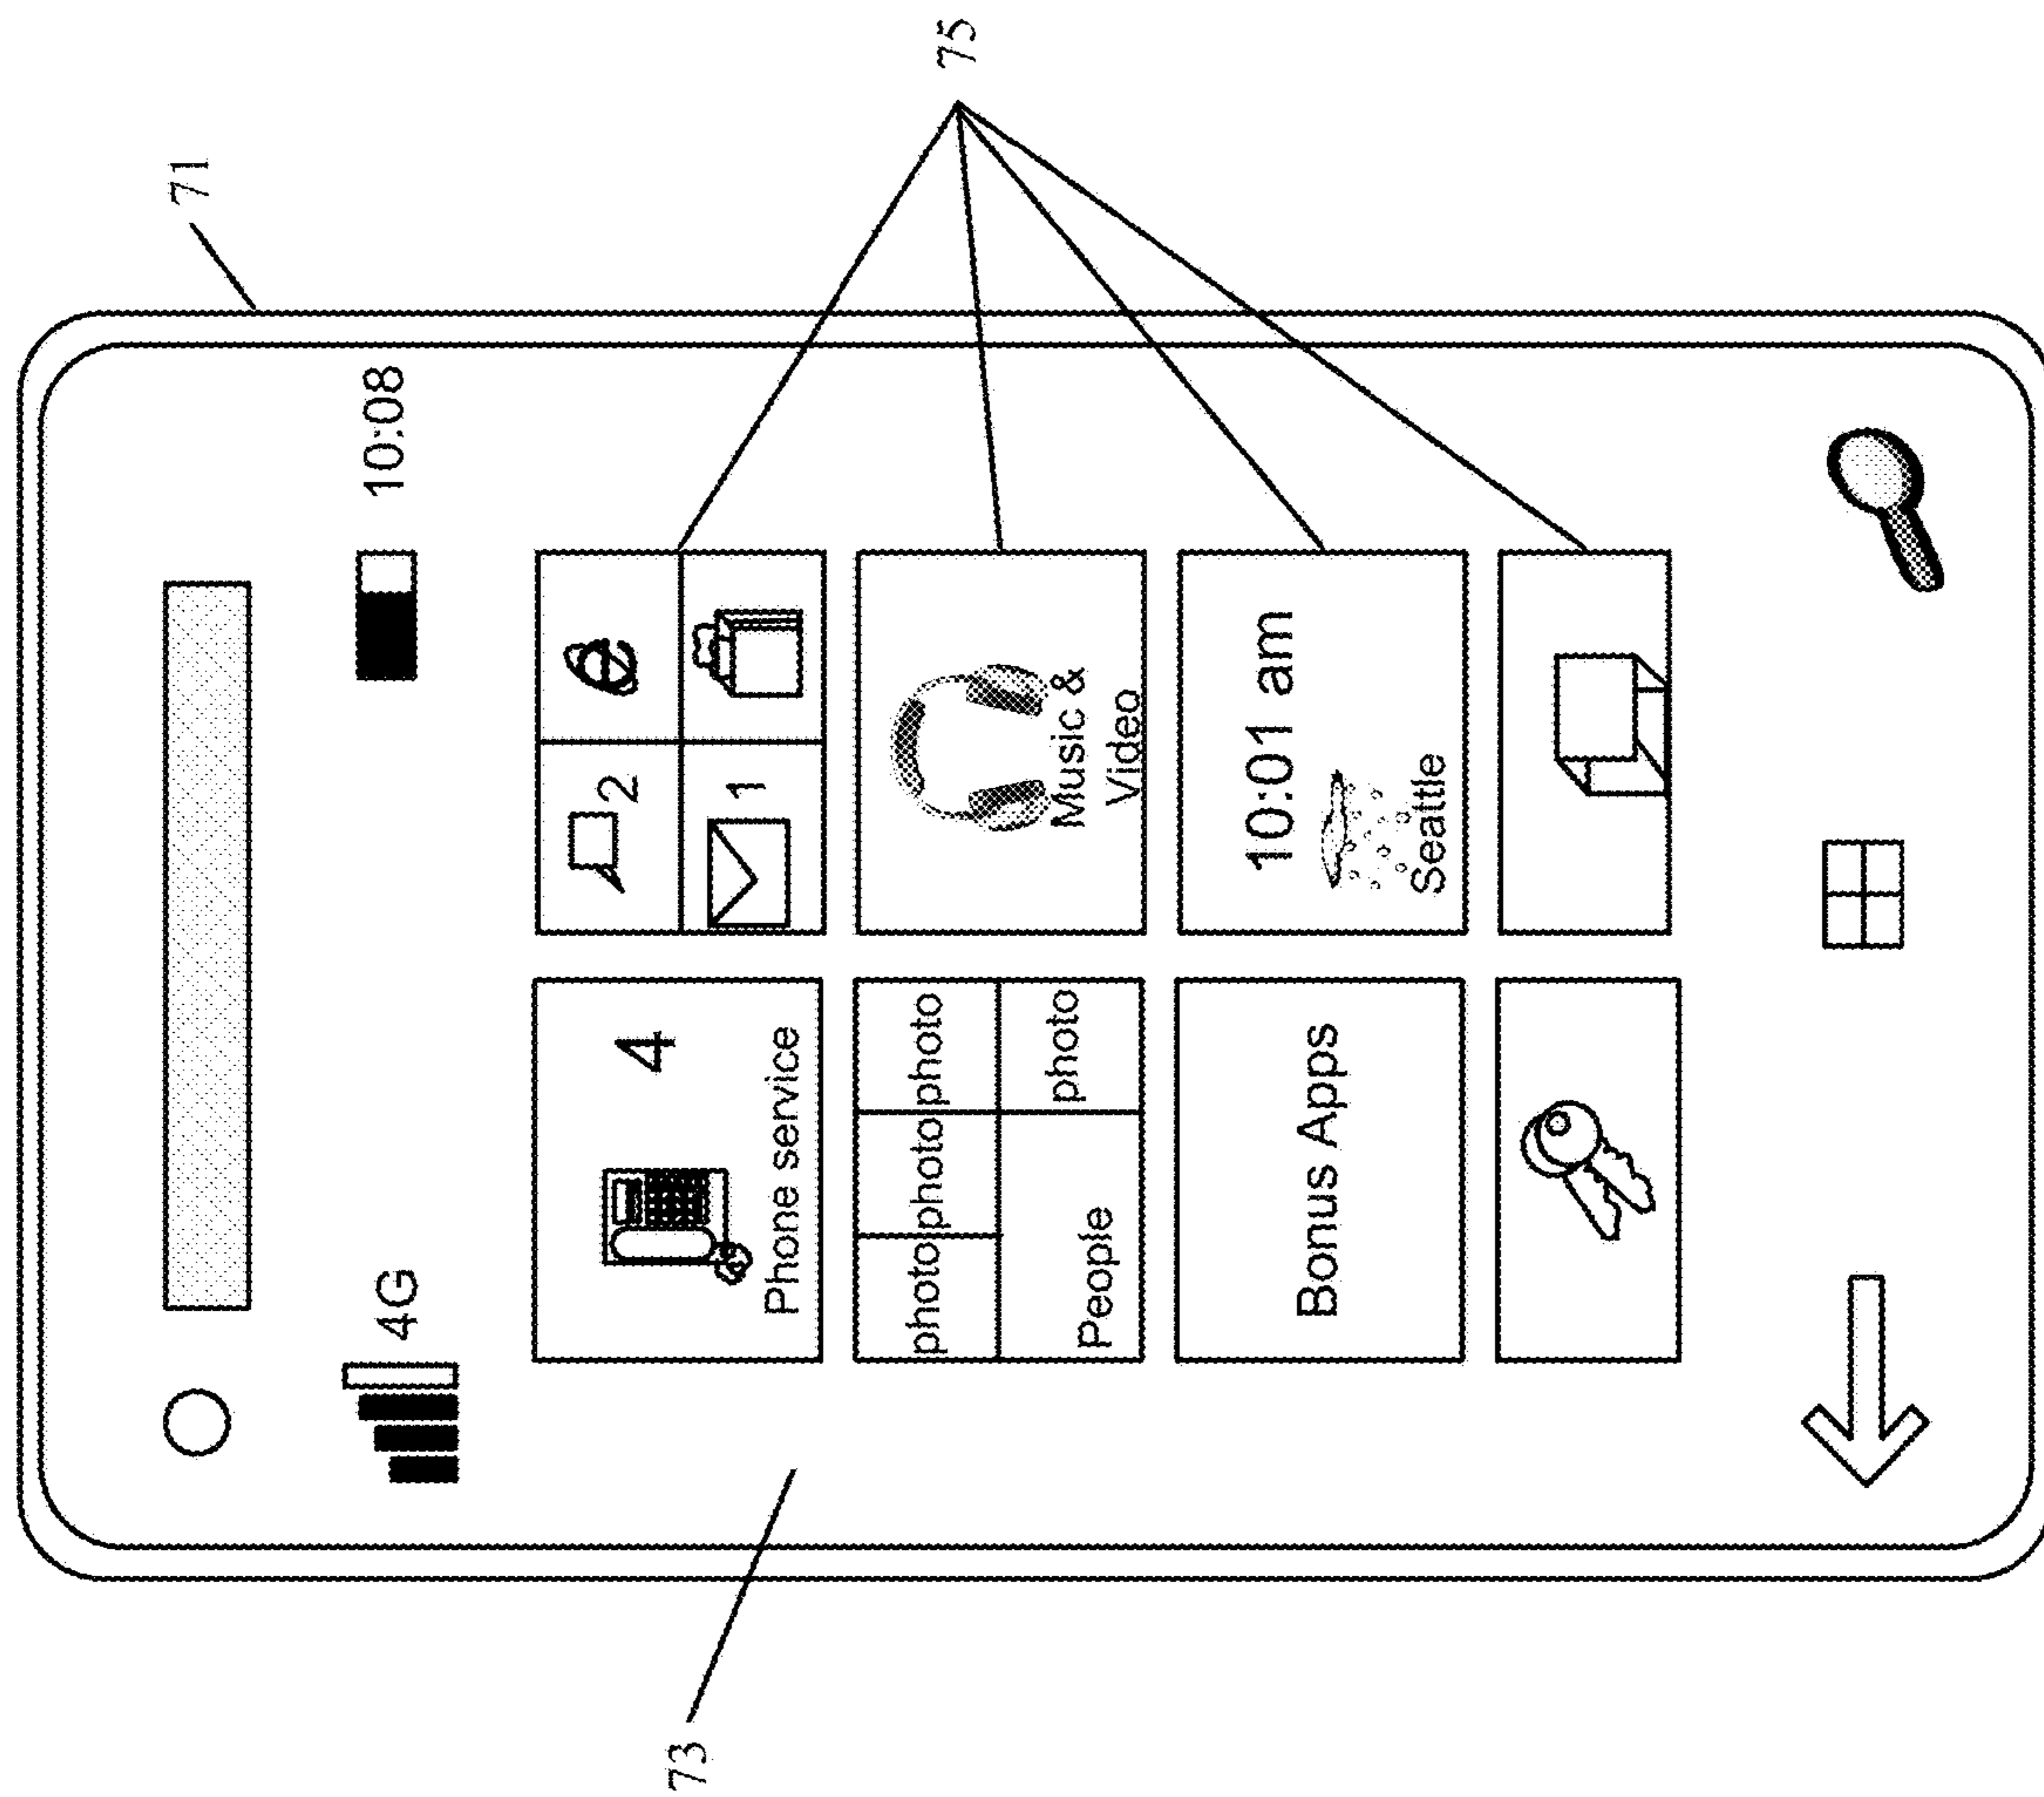 71
4G
10:08
4
Phone service
2
e
1
75
photo
photo
photo
photo
People
Music &
Video
73
Bonus Apps
10:01 am
Seattle